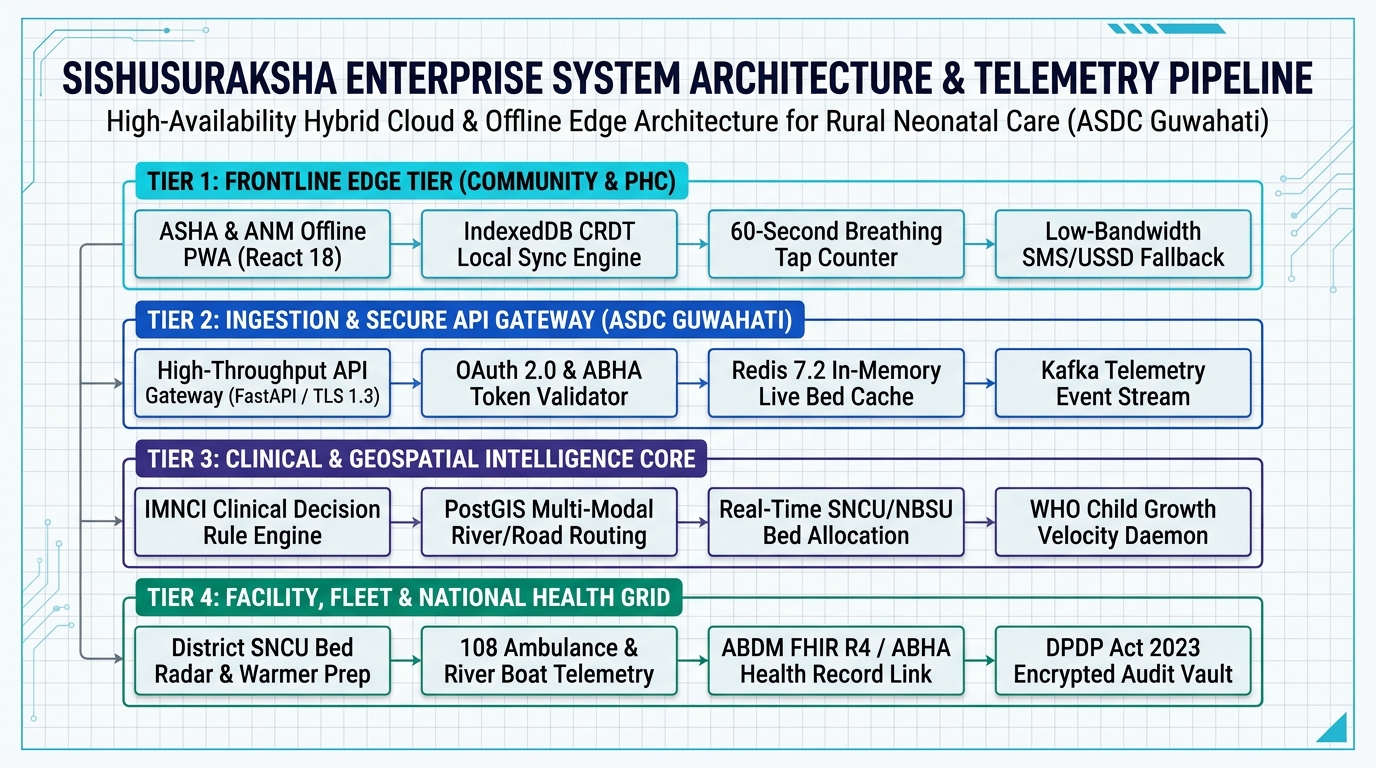 SISHUSURAKSHA ENTERPRISE SYSTEM ARCHITECTURE & TELEMETRY PIPELINE
High-Availability Hybrid Cloud & Offline Edge Architecture for Rural Neonatal Care (ASDC Guwahati)
TIER 1: FRONTLINE EDGE TIER (COMMUNITY & PHC)
ASHA & ANM Offline
PWA (React 18)
IndexedDB CRDT
Local Sync Engine
60-Second Breathing
Tap Counter
Low-Bandwidth
SMS/USSD Fallback
TIER 2: INGESTION & SECURE API GATEWAY (ASDC GUWAHATI)
High-Throughput API
Gateway (FastAPI / TLS 1.3)
OAuth 2.0 & ABHA
Token Validator
Redis 7.2 In-Memory
Live Bed Cache
Kafka Telemetry
Event Stream
TIER 3: CLINICAL & GEOSPATIAL INTELLIGENCE CORE
IMNCI Clinical Decision
Rule Engine
PostGIS Multi-Modal
River/Road Routing
Real-Time SNCU/NBSU
Bed Allocation
WHO Child Growth
Velocity Daemon
TIER 4: FACILITY, FLEET & NATIONAL HEALTH GRID
District SNCU Bed
Radar & Warmer Prep
108 Ambulance &
River Boat Telemetry
ABDM FHIR R4 / ABHA
Health Record Link
DPDP Act 2023
Encrypted Audit Vault